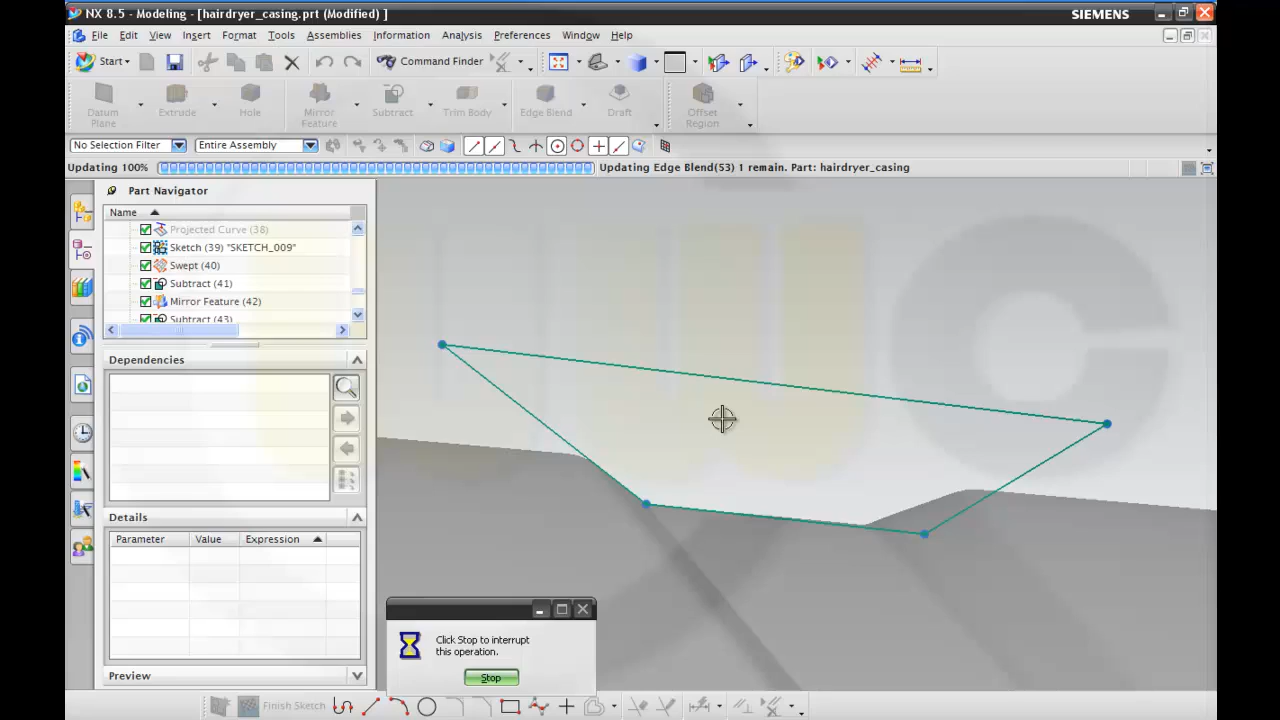 NX 8.5 - Modeling - [hairdryer_casing.prt (Modified) ]
SIEMENS
File Edit View Insert Format Tools Assemblies Information Analysis Preferences Window Help
Start Command Finder
Datum Plane Extrude Hole Mirror Feature Subtract Trim Body Edge Blend Draft Offset Region
No Selection Filter Entire Assembly
Updating 100% Updating Edge Blend(53) 1 remain. Part: hairdryer_casing
Part Navigator
Name
Projected Curve (38)
Sketch (39) "SKETCH_009"
Swept (40)
Subtract (41)
Mirror Feature (42)
Subtract (43)
Dependencies
Details
Parameter Value Expression
Preview
Click Stop to interrupt
this operation.
Stop
Finish Sketch